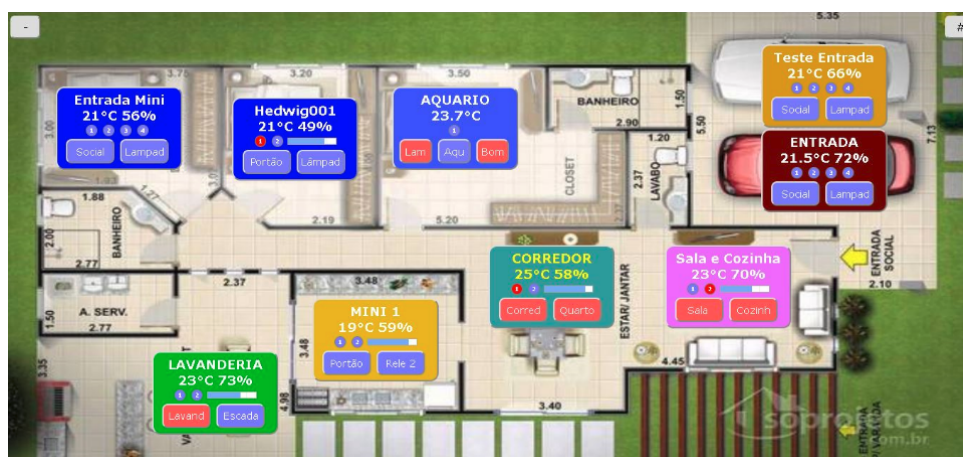 -
#
5.35
3.75
3.20
3.50
Entrada Mini
21°C 56%
1 2 3 4
Social Lampad
Hedwig001
21°C 49%
1 2
Portão Lâmpad
AQUARIO
23.7°C
1
Lam Aqu Bom
BANHEIRO
2.90
1.50
Teste Entrada
21°C 66%
1 2 3 4
Social Lampad
ENTRADA
21.5°C 72%
1 2 3 4
Social Lampad
3.00
5.50
7.13
1.20
2.37
LAVABO
CLOSET
1.27
1.88
2.19
5.20
2.00
BANHEIRO
2.77
2.37
CORREDOR
25°C 58%
1 2
Corred Quarto
Sala e Cozinha
23°C 70%
1 2
Sala Cozinh
ENTRADA
SOCIAL
2.10
3.48
A. SERV.
1.50
2.77
MINI 1
19°C 59%
1 2
Portão Rele 2
3.48
ESTAR/ JANTAR
4.45
3.35
LAVANDERIA
23°C 73%
1 2
Lavand Escada
4.98
3.40
soprojetos
.com.br
ENTRADA